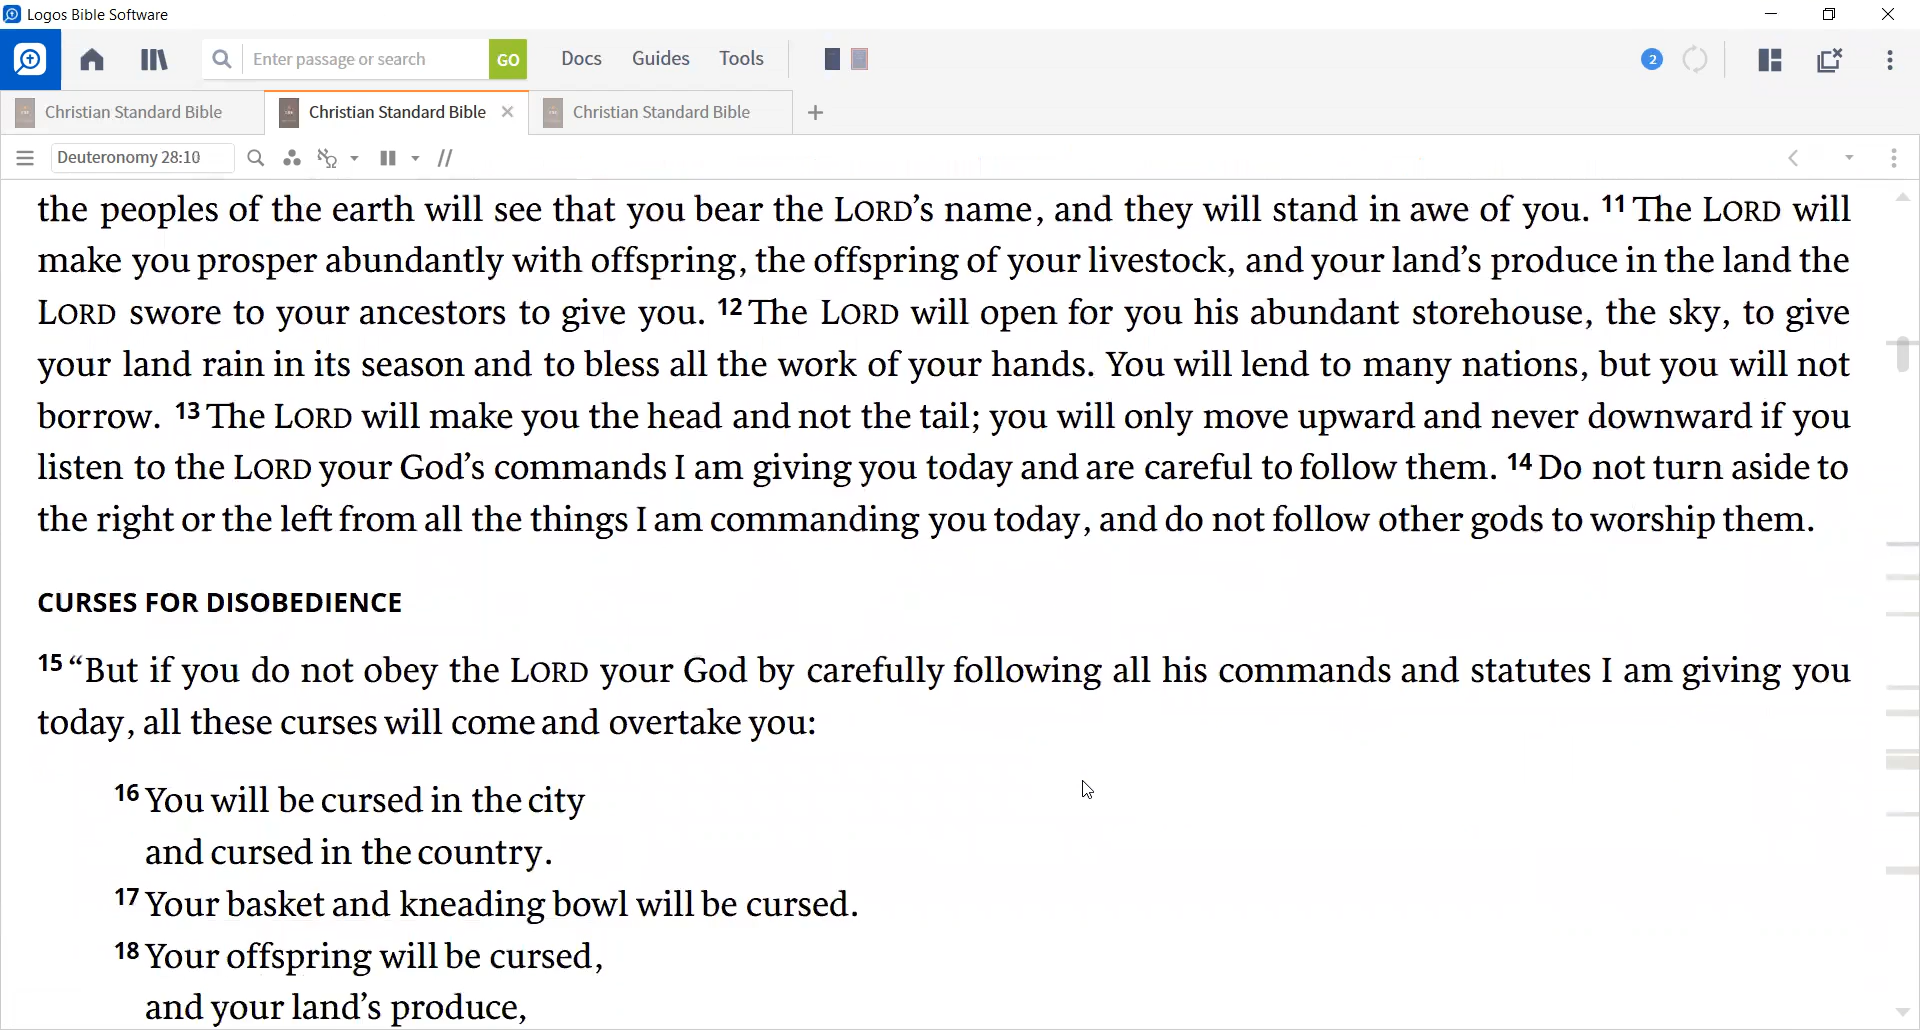 Logos Bible Software
Enter passage or search
GO
Docs
Guides
Tools
2
Christian Standard Bible
Christian Standard Bible
Christian Standard Bible
Deuteronomy 28:10
the peoples of the earth will see that you bear the LORD’s name, and they will stand in awe of you. 11 The LORD will
make you prosper abundantly with offspring, the offspring of your livestock, and your land’s produce in the land the
LORD swore to your ancestors to give you. 12 The LORD will open for you his abundant storehouse, the sky, to give
your land rain in its season and to bless all the work of your hands. You will lend to many nations, but you will not
borrow. 13 The LORD will make you the head and not the tail; you will only move upward and never downward if you
listen to the LORD your God’s commands I am giving you today and are careful to follow them. 14 Do not turn aside to
the right or the left from all the things I am commanding you today, and do not follow other gods to worship them.
CURSES FOR DISOBEDIENCE
15 “But if you do not obey the LORD your God by carefully following all his commands and statutes I am giving you
today, all these curses will come and overtake you:
16 You will be cursed in the city
and cursed in the country.
17 Your basket and kneading bowl will be cursed.
18 Your offspring will be cursed,
and your land’s produce,